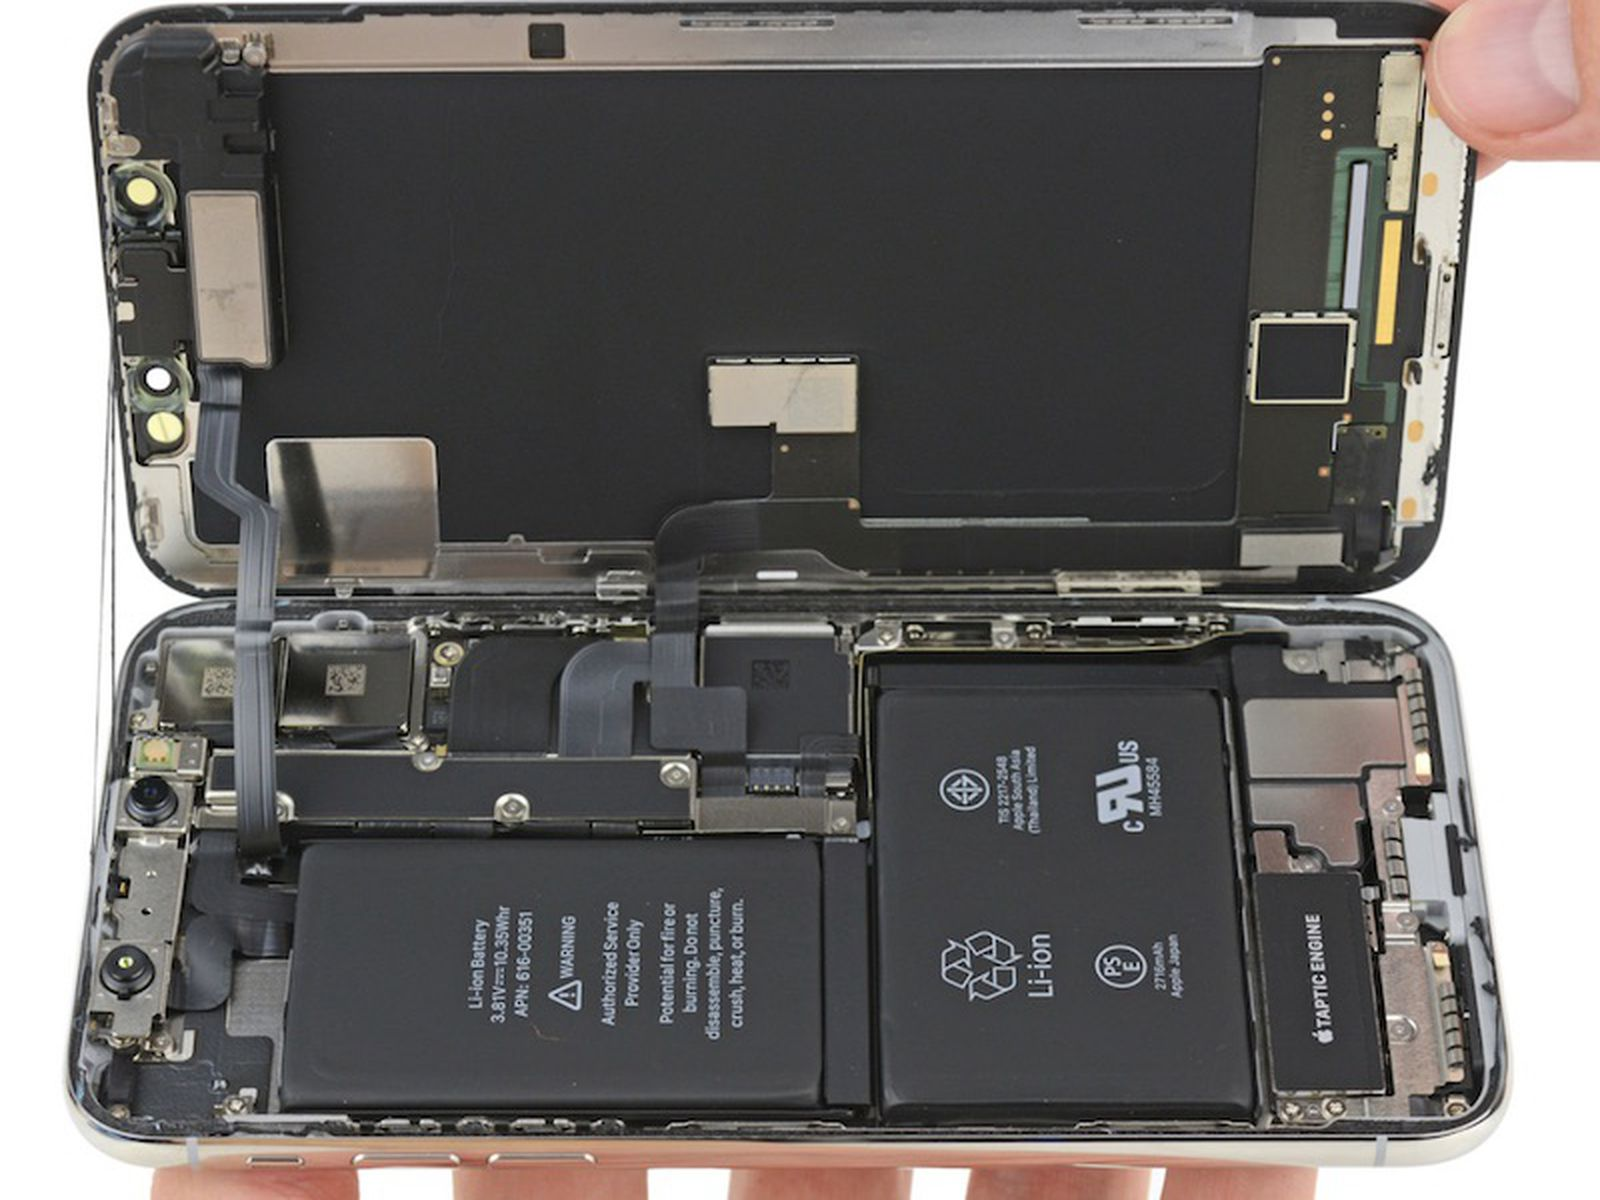 Li-ion Battery
3.81V⎓10.35Whr
APN: 616-00351
WARNING
Authorized Service
Provider Only
Potential for fire or
burning. Do not
disassemble, puncture,
crush, heat, or burn.
TIS 2217-2548
Apple South Asia
(Thailand) Limited
c RU US
MH45584
Li-ion
PS
E
2716mAh
Apple Japan
TAPTIC ENGINE